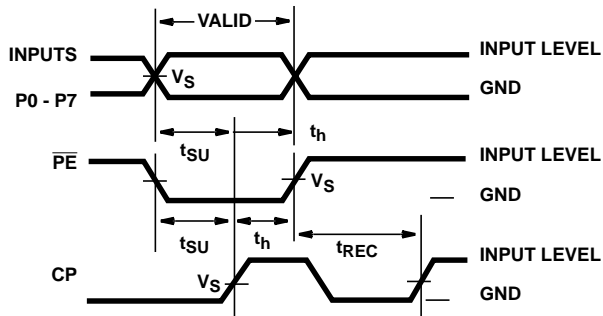 VALID
INPUTS
INPUT LEVEL
VS
P0 - P7
GND
tSU
th
PE
INPUT LEVEL
VS
GND
tSU
th
tREC
CP
INPUT LEVEL
VS
GND